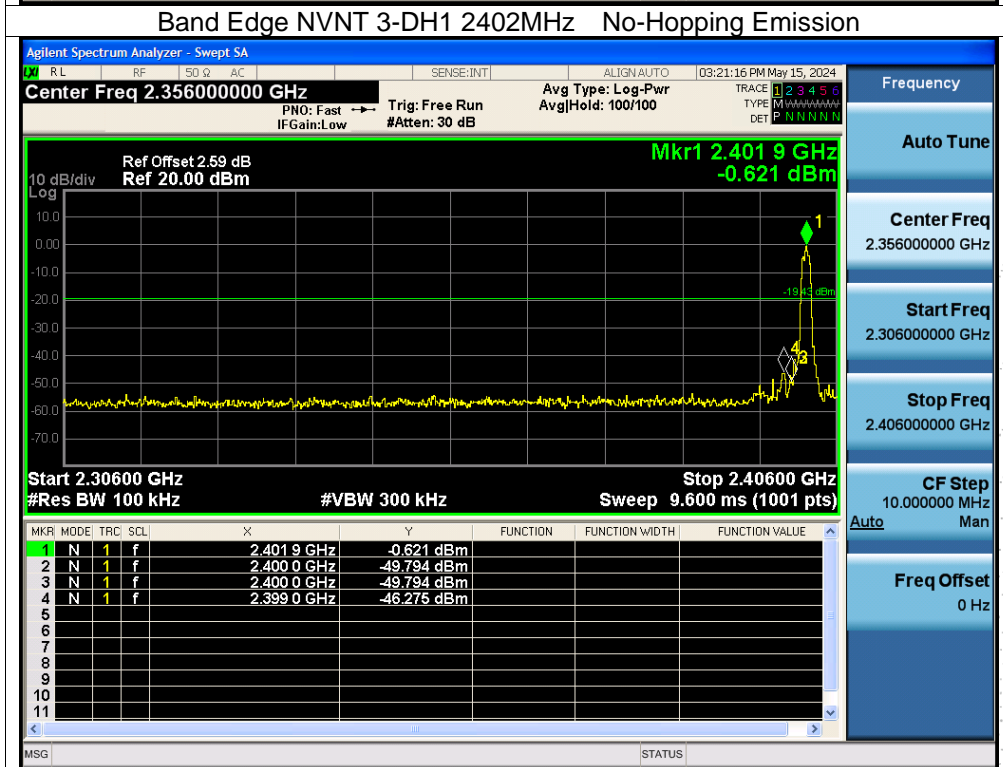 Band Edge NVNT 3-DH1 2402MHz No-Hopping Emission
Agilent Spectrum Analyzer - Swept SA
LXI RL RF 50 Ω AC SENSE:INT ALIGN AUTO 03:21:16 PM May 15, 2024
Center Freq 2.356000000 GHz
PNO: Fast
IFGain:Low
Trig: Free Run
#Atten: 30 dB
Avg Type: Log-Pwr
Avg|Hold: 100/100
TRACE 1 2 3 4 5 6
TYPE M WWWWW
DET P N N N N N
Ref Offset 2.59 dB
Ref 20.00 dBm
10 dB/div
Log
Mkr1 2.401 9 GHz
-0.621 dBm
10.0
0.00
-10.0
-20.0
-30.0
-40.0
-50.0
-60.0
-70.0
1
-19.43 dBm
4
3
Start 2.30600 GHz
#Res BW 100 kHz
#VBW 300 kHz
Stop 2.40600 GHz
Sweep 9.600 ms (1001 pts)
MKR MODE TRC SCL X Y FUNCTION FUNCTION WIDTH FUNCTION VALUE
1 N 1 f 2.401 9 GHz -0.621 dBm
2 N 1 f 2.400 0 GHz -49.794 dBm
3 N 1 f 2.400 0 GHz -49.794 dBm
4 N 1 f 2.399 0 GHz -46.275 dBm
5
6
7
8
9
10
11
MSG STATUS
Frequency
Auto Tune
Center Freq
2.356000000 GHz
Start Freq
2.306000000 GHz
Stop Freq
2.406000000 GHz
CF Step
10.000000 MHz
Auto Man
Freq Offset
0 Hz